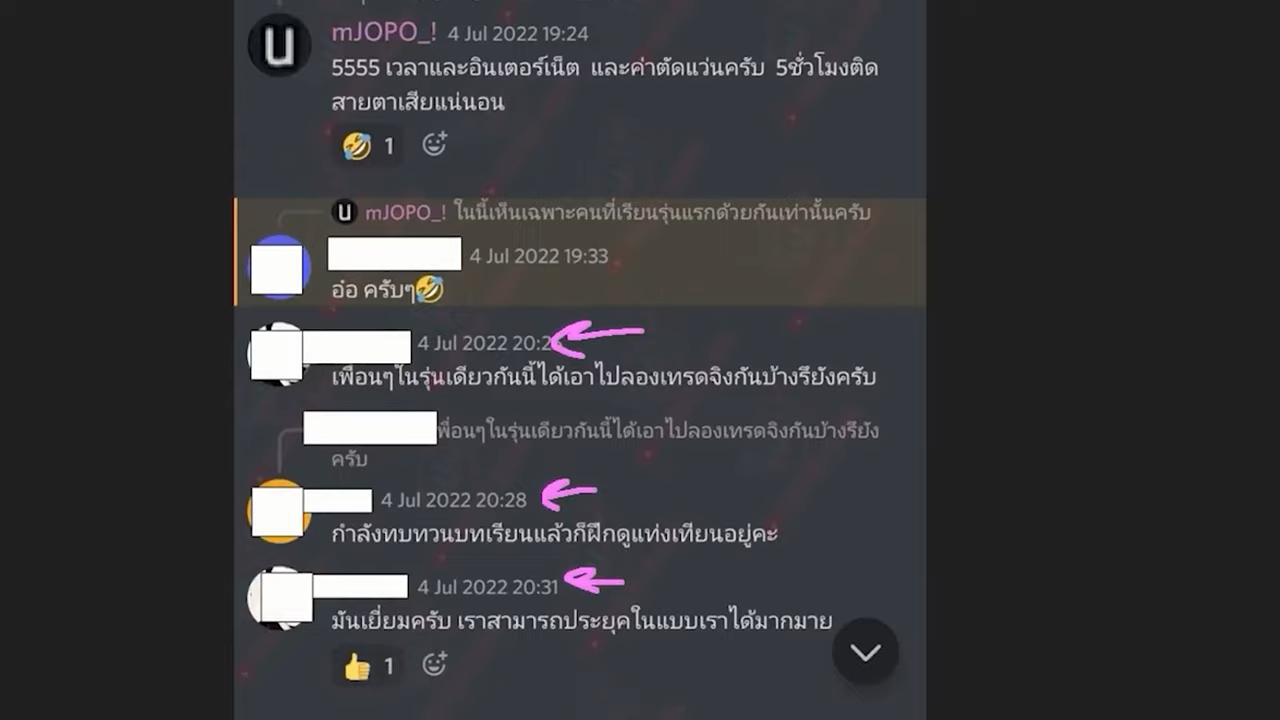 mJOPO_! 4 Jul 2022 19:24
5555 เวลาและอินเตอร์เน็ต และค่าตัดแว่นครับ 5ชั่วโมงติด
สายตาเสียแน่นอน
🤣 1
U mJOPO_! ในนี้เห็นเฉพาะคนที่เรียนรุ่นแรกด้วยกันเท่านั้นครับ
4 Jul 2022 19:33
อ๋อ ครับๆ🤣
4 Jul 2022
เพื่อนๆในรุ่นเดียวกันนี้ได้เอาไปลองเทรดจิงกันบ้างรึยังครับ
พื่อนๆในรุ่นเดียวกันนี้ได้เอาไปลองเทรดจิงกันบ้างรึยัง
ครับ
4 Jul 2022 20:28
กำลังทบทวนบทเรียนแล้วก็ฝึกดูแท่งเทียนอยู่คะ
4 Jul 2022 20:31
มันเยี่ยมครับ เราสามารถประยุคในแบบเราได้มากมาย
👍 1